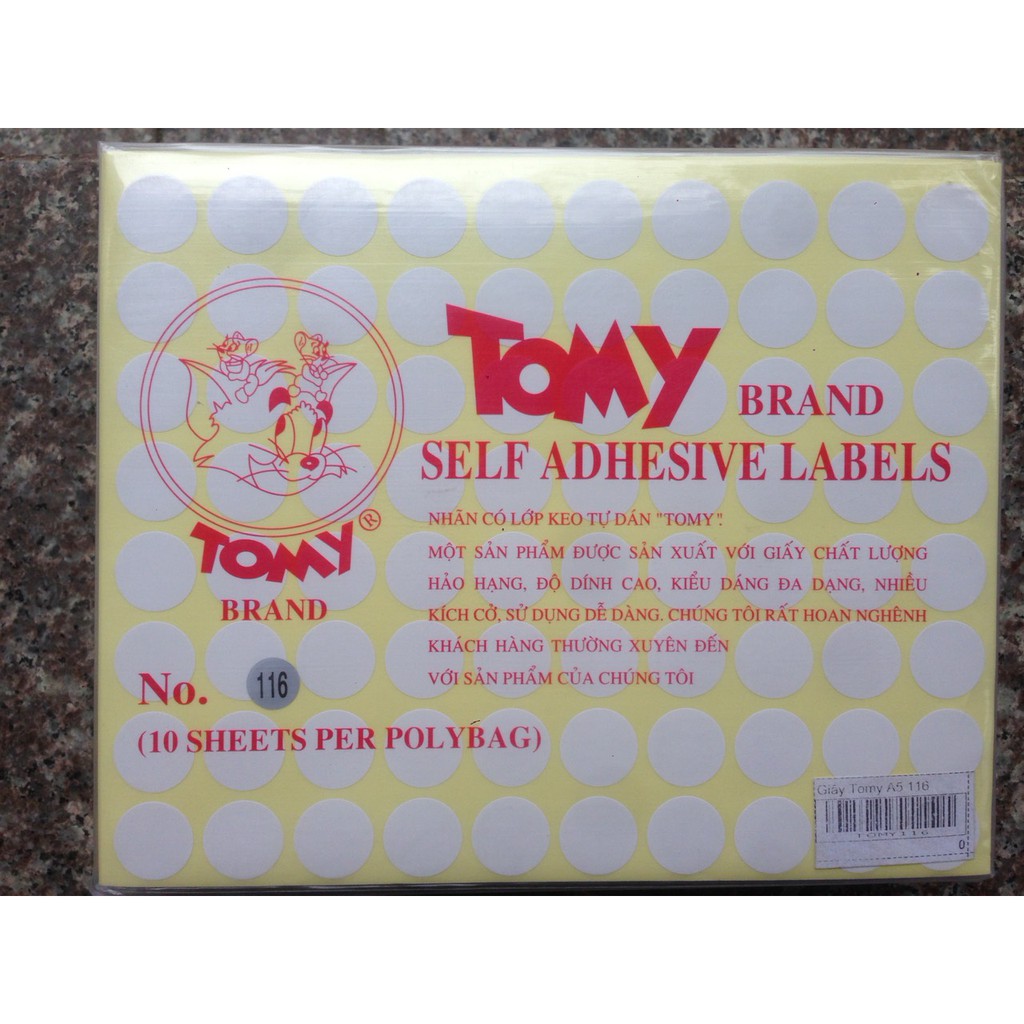 TOMY BRAND
SELF ADHESIVE LABELS
NHÃN CÓ LỚP KEO TỰ DÁN "TOMY".
MỘT SẢN PHẨM ĐƯỢC SẢN XUẤT VỚI GIẤY CHẤT LƯỢNG
HẢO HẠNG, ĐỘ DÍNH CAO, KIỂU DÁNG ĐA DẠNG, NHIỀU
KÍCH CỞ, SỬ DỤNG DỄ DÀNG. CHÚNG TÔI RẤT HOAN NGHÊNH
KHÁCH HÀNG THƯỜNG XUYÊN ĐẾN
VỚI SẢN PHẨM CỦA CHÚNG TÔI
TOMY®
BRAND
No. 116
(10 SHEETS PER POLYBAG)
Giấy Tomy A5 116
TOMY116
0